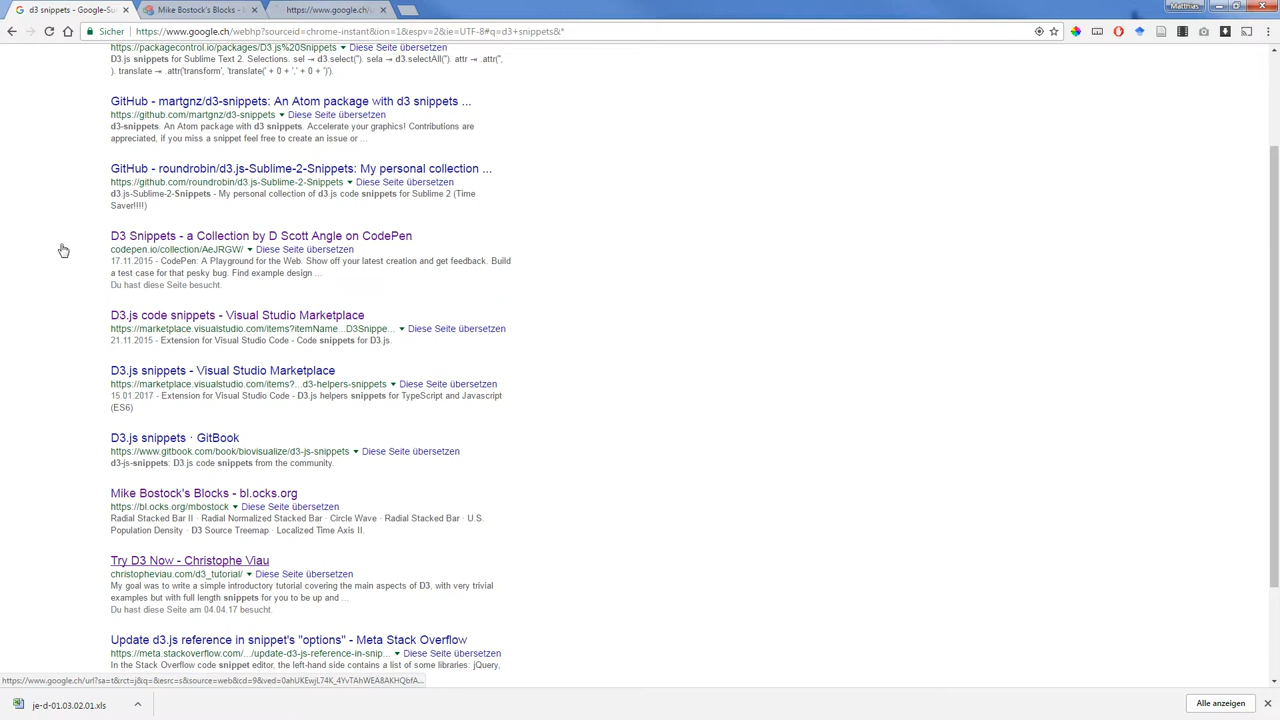 d3 snippets - Google-Su
Mike Bostock's Blocks - b
https://www.google.ch/i
Matthias
Sicher
https://www.google.ch/webhp?sourceid=chrome-instant&ion=1&espv=2&ie=UTF-8#q=d3+snippets&*
https://packagecontrol.io/packages/D3.js%20Snippets Diese Seite übersetzen
D3.js snippets for Sublime Text 2. Selections. sel → d3.select(''). sela → d3.selectAll(''). attr → .attr('',
). translate → .attr('transform', 'translate(' + 0 + ',' + 0 + ')').
GitHub - martgnz/d3-snippets: An Atom package with d3 snippets ...
https://github.com/martgnz/d3-snippets Diese Seite übersetzen
d3-snippets. An Atom package with d3 snippets. Accelerate your graphics! Contributions are
appreciated, if you miss a snippet feel free to create an issue or ...
GitHub - roundrobin/d3.js-Sublime-2-Snippets: My personal collection ...
https://github.com/roundrobin/d3.js-Sublime-2-Snippets Diese Seite übersetzen
d3.js-Sublime-2-Snippets - My personal collection of d3.js code snippets for Sublime 2 (Time
Saver!!!!)
D3 Snippets - a Collection by D Scott Angle on CodePen
codepen.io/collection/AeJRGW/ Diese Seite übersetzen
17.11.2015 - CodePen: A Playground for the Web. Show off your latest creation and get feedback. Build
a test case for that pesky bug. Find example design ...
Du hast diese Seite besucht.
D3.js code snippets - Visual Studio Marketplace
https://marketplace.visualstudio.com/items?itemName...D3Snippe... Diese Seite übersetzen
21.11.2015 - Extension for Visual Studio Code - Code snippets for D3.js.
D3.js snippets - Visual Studio Marketplace
https://marketplace.visualstudio.com/items?...d3-helpers-snippets Diese Seite übersetzen
15.01.2017 - Extension for Visual Studio Code - D3.js helpers snippets for TypeScript and Javascript
(ES6)
D3.js snippets · GitBook
https://www.gitbook.com/book/biovisualize/d3-js-snippets Diese Seite übersetzen
d3-js-snippets: D3.js code snippets from the community.
Mike Bostock's Blocks - bl.ocks.org
https://bl.ocks.org/mbostock Diese Seite übersetzen
Radial Stacked Bar II · Radial Normalized Stacked Bar · Circle Wave · Radial Stacked Bar · U.S.
Population Density · D3 Source Treemap · Localized Time Axis II.
Try D3 Now - Christophe Viau
christopheviau.com/d3_tutorial/ Diese Seite übersetzen
My goal was to write a simple introductory tutorial covering the main aspects of D3, with very trivial
examples but with full length snippets for you to be up and ...
Du hast diese Seite am 04.04.17 besucht.
Update d3.js reference in snippet's "options" - Meta Stack Overflow
https://meta.stackoverflow.com/.../update-d3-js-reference-in-snip... Diese Seite übersetzen
In the Stack Overflow code snippet editor, the left-hand side contains a list of some libraries: jQuery,
https://www.google.ch/url?sa=t&rct=j&q=&esrc=s&source=web&cd=9&ved=0ahUKEwjL74K_4YvTAhWEA8AKHQbfA...
je-d-01.03.02.01.xls
Alle anzeigen